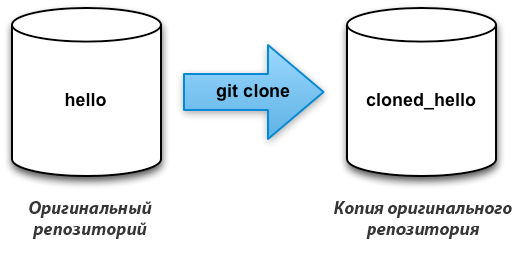 hello
git clone
cloned_hello
Оригинальный
репозиторий
Копия оригинального
репозитория